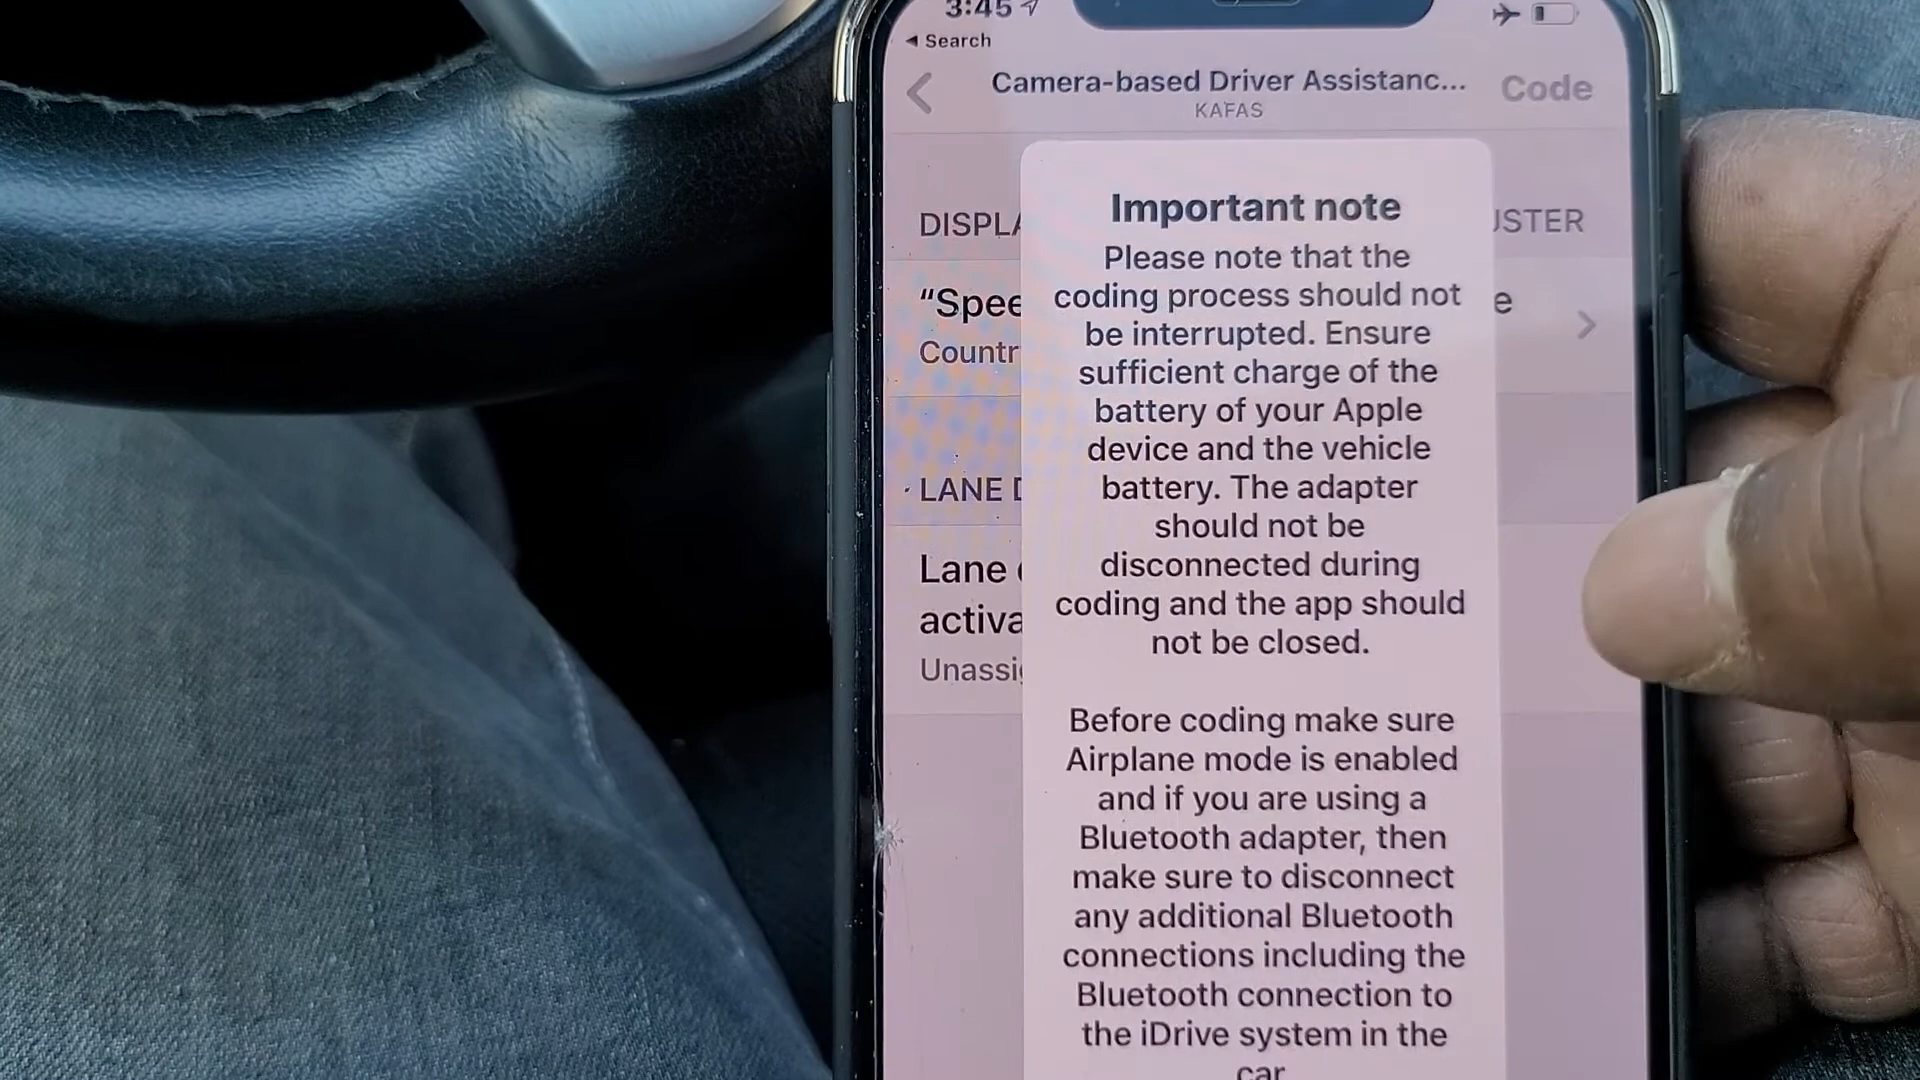 3:45
◂ Search
Camera-based Driver Assistanc...
Code
KAFAS
Important note
DISPLA
USTER
Please note that the
coding process should not
be interrupted. Ensure
sufficient charge of the
battery of your Apple
device and the vehicle
battery. The adapter
should not be
disconnected during
coding and the app should
not be closed.
“Spee
e
Countr
LANE D
Lane
activa
Unassig
Before coding make sure
Airplane mode is enabled
and if you are using a
Bluetooth adapter, then
make sure to disconnect
any additional Bluetooth
connections including the
Bluetooth connection to
the iDrive system in the
car